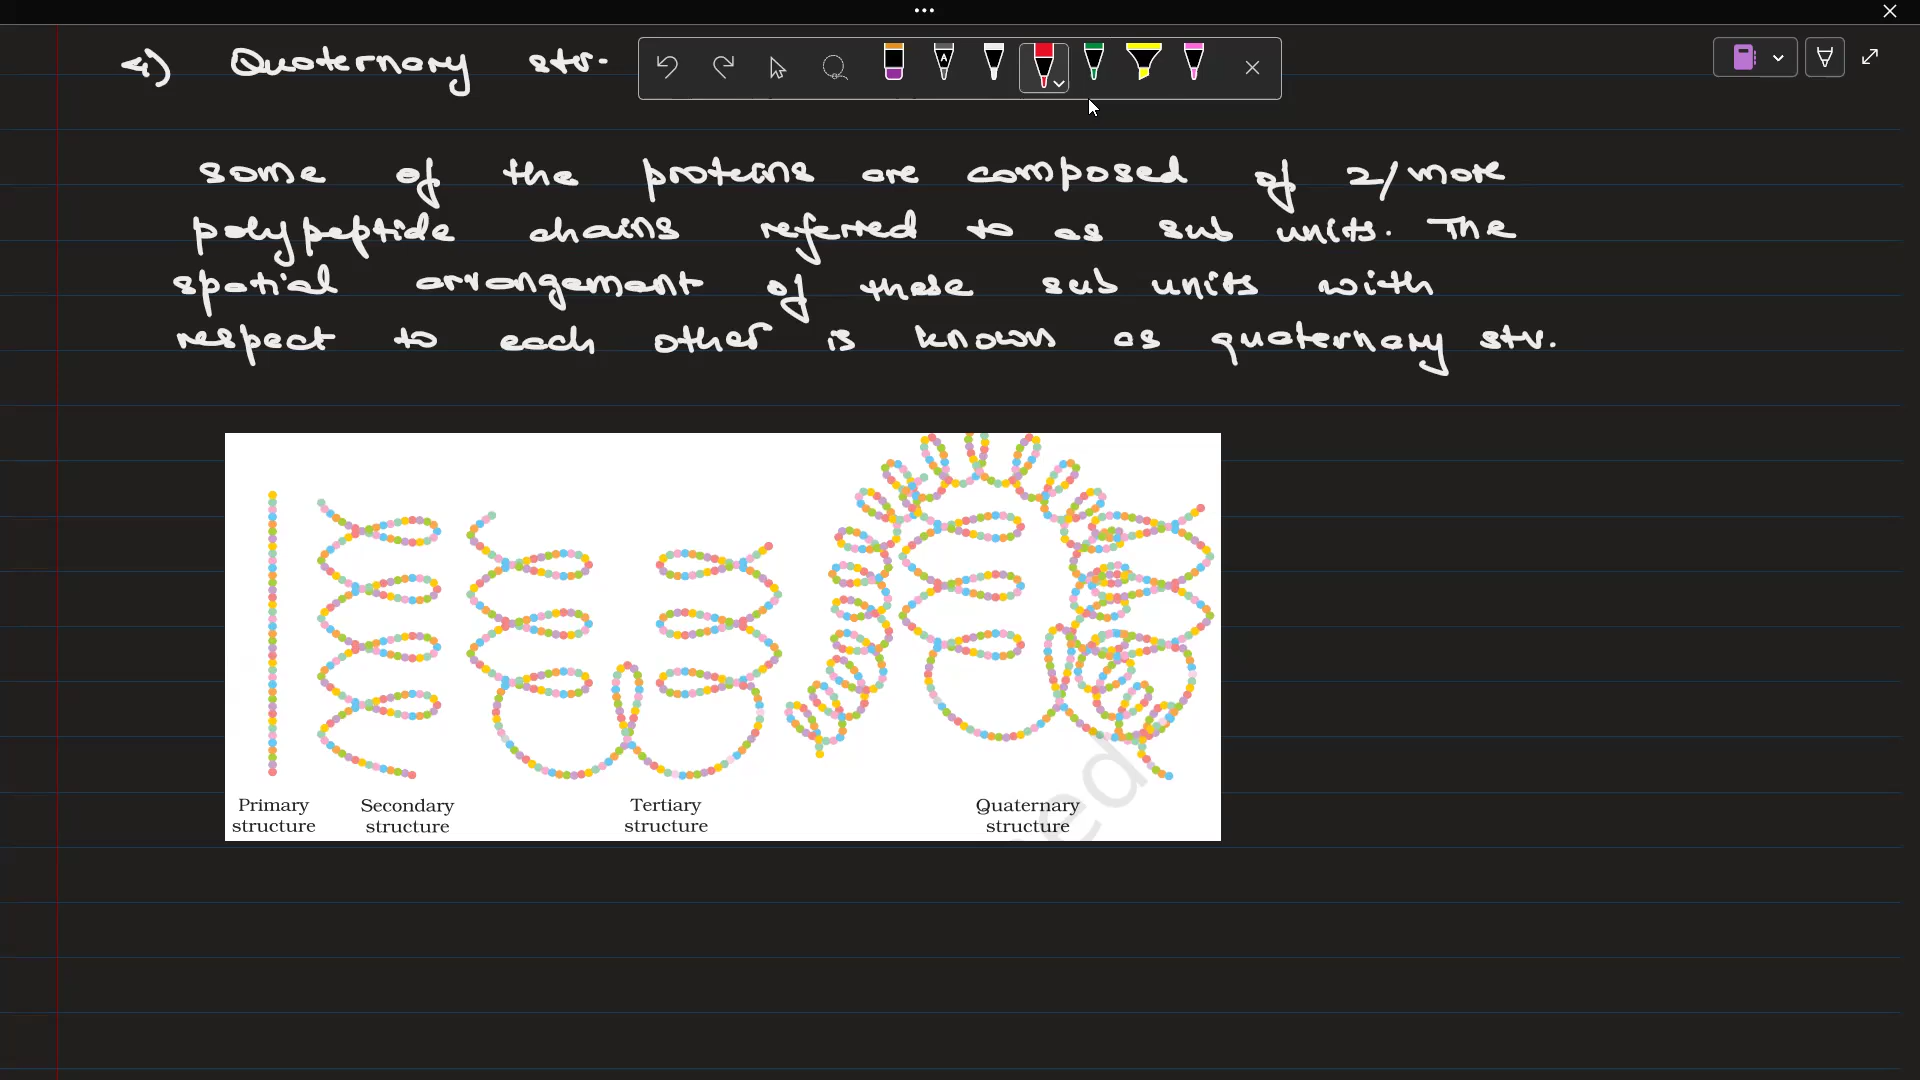 4) Quaternary str.
some of the proteins are composed of 2/more
polypeptide chains referred to as sub units. The
spatial arrangement of these sub units with
respect to each other is known as quaternary str.
Primary structure
Secondary structure
Tertiary structure
Quaternary structure